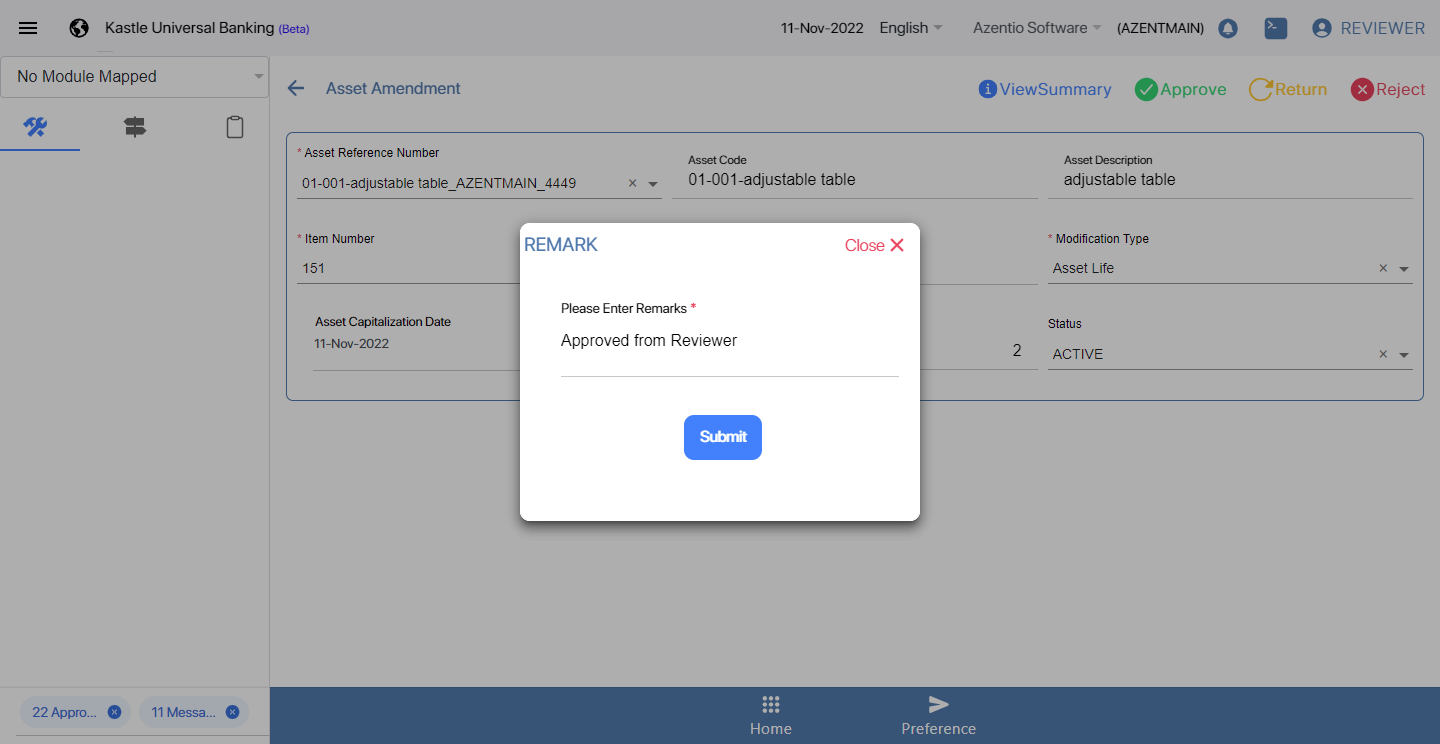 Kastle Universal Banking (Beta)
11-Nov-2022 English Azentio Software (AZENTMAIN) REVIEWER
No Module Mapped
Asset Amendment
ViewSummary Approve Return Reject
* Asset Reference Number
01-001-adjustable table_AZENTMAIN_4449
Asset Code
01-001-adjustable table
Asset Description
adjustable table
* Item Number
151
* Modification Type
Asset Life
Asset Capitalization Date
11-Nov-2022
2
Status
ACTIVE
REMARK
Close
Please Enter Remarks *
Approved from Reviewer
Submit
22 Appro...
11 Messa...
Home
Preference